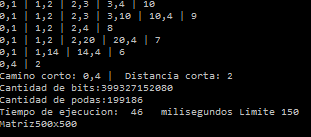 0,1 | 1,2 | 2,3 | 3,4 | 10
0,1 | 1,2 | 2,3 | 3,10 | 10,4 | 9
0,1 | 1,2 | 2,4 | 8
0,1 | 1,2 | 2,20 | 20,4 | 7
0,1 | 1,14 | 14,4 | 6
0,4 | 2
Camino corto: 0,4 | Distancia corta: 2
Cantidad de bits:399327152080
Cantidad de podas:199186
Tiempo de ejecucion: 46 milisegundos Limite 150
Matriz500x500